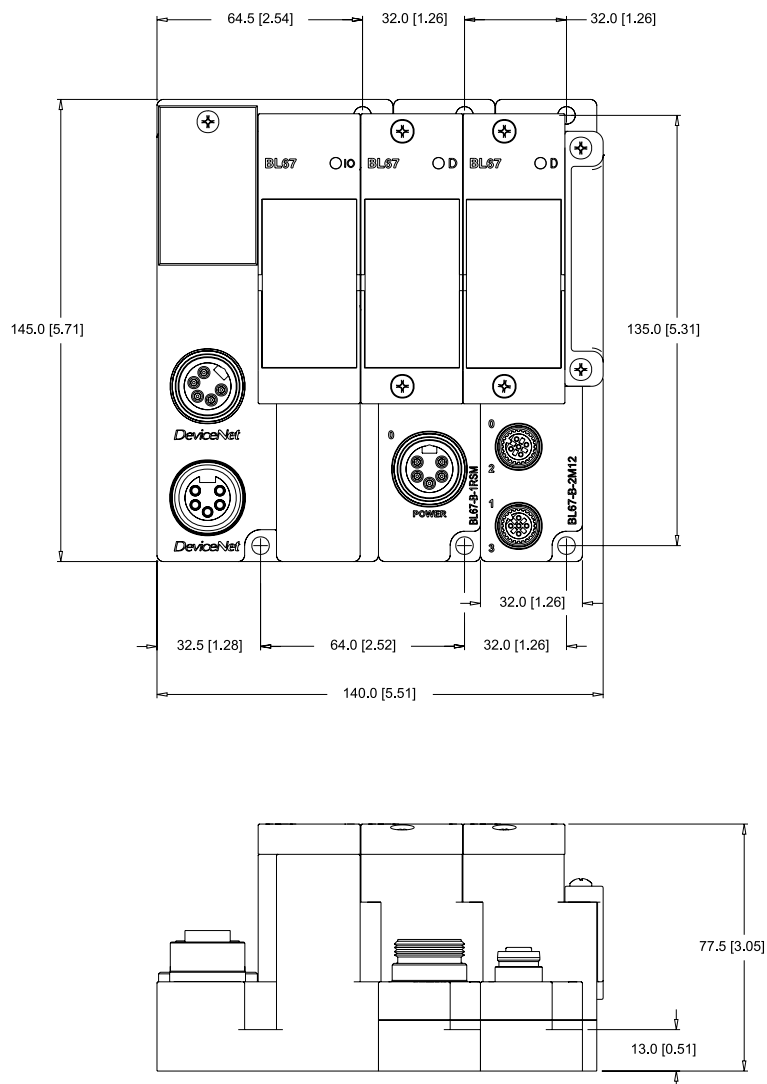 64.5 [2.54]
32.0 [1.26]
32.0 [1.26]
BL67
IO
BL67
D
BL67
D
145.0 [5.71]
135.0 [5.31]
DeviceNet
0
POWER
BL67-B-1RSM
0
2
1
3
BL67-B-2M12
DeviceNet
32.0 [1.26]
32.5 [1.28]
64.0 [2.52]
32.0 [1.26]
140.0 [5.51]
77.5 [3.05]
13.0 [0.51]